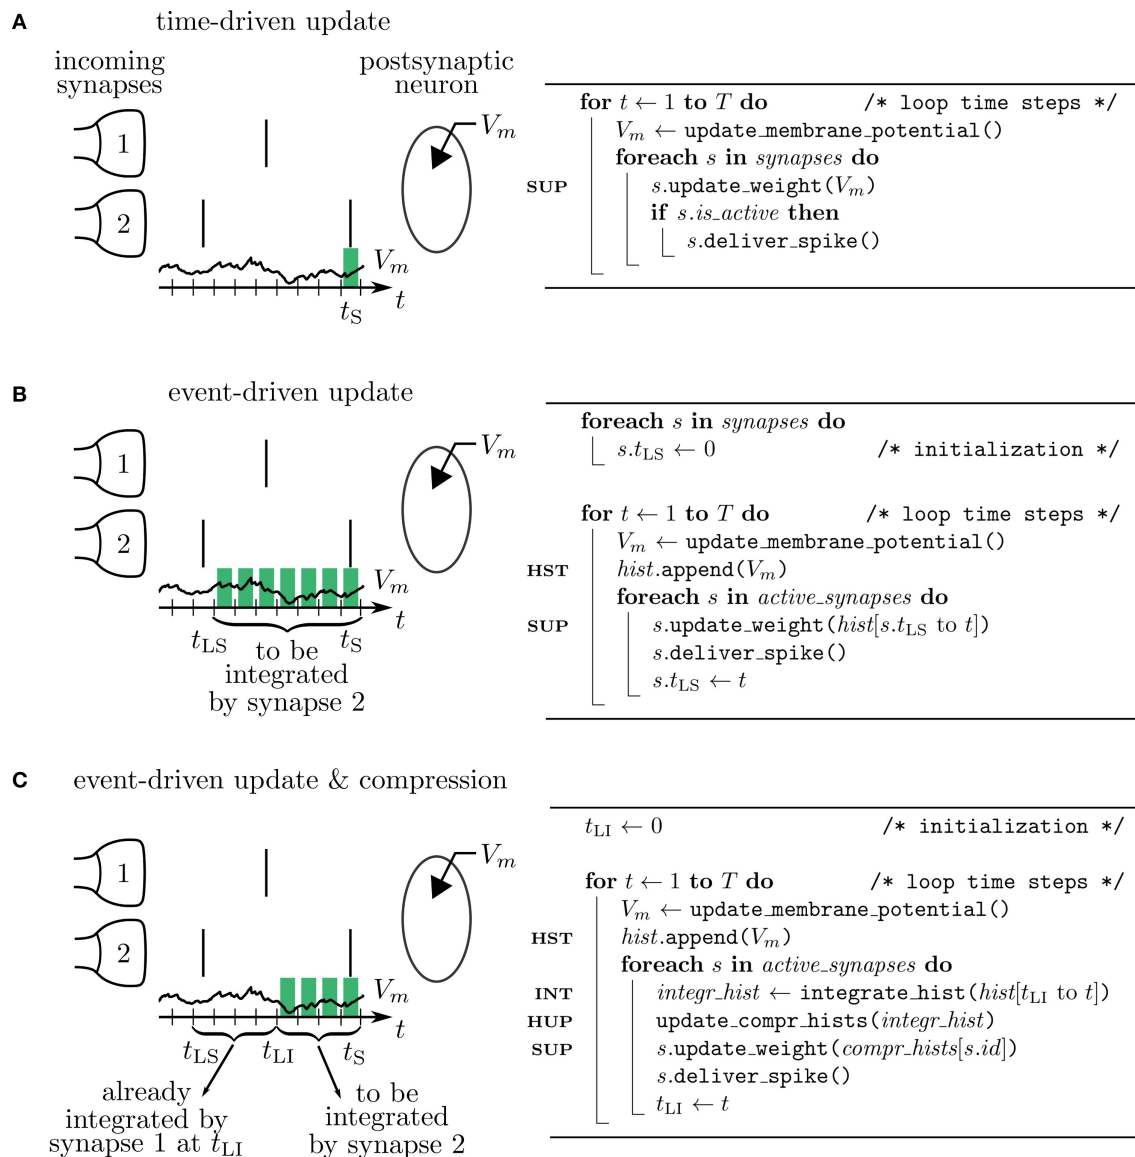 A
time-driven update
incoming
synapses
postsynaptic
neuron
1
2
V_m
V_m
t
t_S
for t ← 1 to T do /* loop time steps */
V_m ← update_membrane_potential()
foreach s in synapses do
SUP s.update_weight(V_m)
if s.is_active then
s.deliver_spike()
B
event-driven update
1
2
V_m
V_m
t
t_LS
t_S
to be
integrated
by synapse 2
foreach s in synapses do
s.t_LS ← 0 /* initialization */
for t ← 1 to T do /* loop time steps */
V_m ← update_membrane_potential()
HST hist.append(V_m)
foreach s in active_synapses do
SUP s.update_weight(hist[s.t_LS to t])
s.deliver_spike()
s.t_LS ← t
C
event-driven update & compression
1
2
V_m
V_m
t
t_LS
t_LI
t_S
already
integrated by
synapse 1 at t_LI
to be
integrated
by synapse 2
t_LI ← 0 /* initialization */
for t ← 1 to T do /* loop time steps */
V_m ← update_membrane_potential()
HST hist.append(V_m)
foreach s in active_synapses do
INT integr_hist ← integrate_hist(hist[t_LI to t])
HUP update_compr_hists(integr_hist)
SUP s.update_weight(compr_hists[s.id])
s.deliver_spike()
t_LI ← t